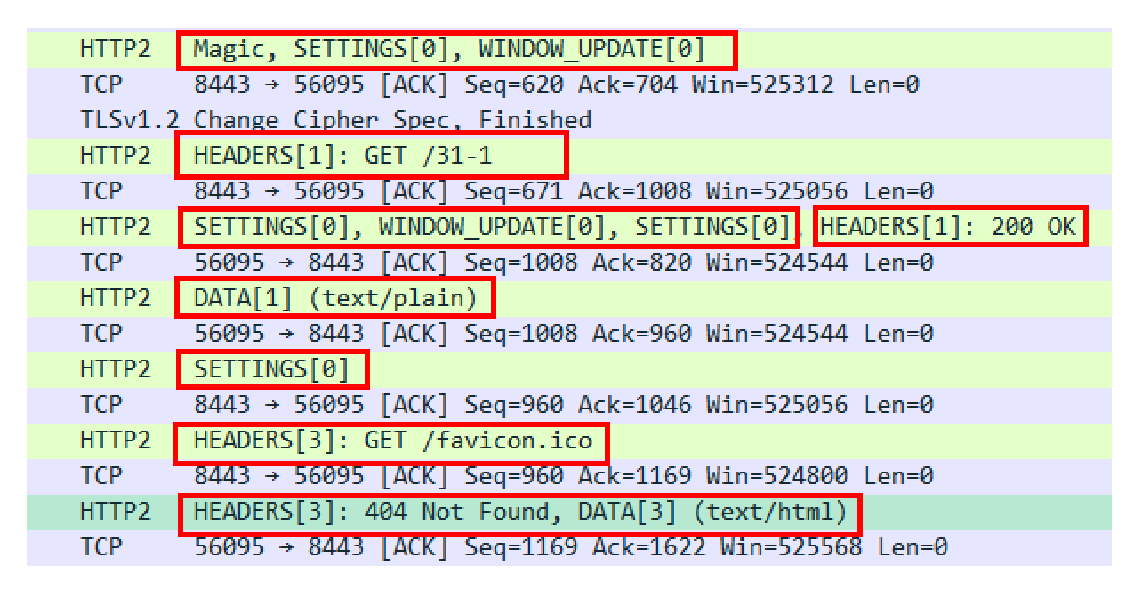 HTTP2 Magic, SETTINGS[0], WINDOW_UPDATE[0]
TCP 8443 → 56095 [ACK] Seq=620 Ack=704 Win=525312 Len=0
TLSv1.2 Change Cipher Spec, Finished
HTTP2 HEADERS[1]: GET /31-1
TCP 8443 → 56095 [ACK] Seq=671 Ack=1008 Win=525056 Len=0
HTTP2 SETTINGS[0], WINDOW_UPDATE[0], SETTINGS[0], HEADERS[1]: 200 OK
TCP 56095 → 8443 [ACK] Seq=1008 Ack=820 Win=524544 Len=0
HTTP2 DATA[1] (text/plain)
TCP 56095 → 8443 [ACK] Seq=1008 Ack=960 Win=524544 Len=0
HTTP2 SETTINGS[0]
TCP 8443 → 56095 [ACK] Seq=960 Ack=1046 Win=525056 Len=0
HTTP2 HEADERS[3]: GET /favicon.ico
TCP 8443 → 56095 [ACK] Seq=960 Ack=1169 Win=524800 Len=0
HTTP2 HEADERS[3]: 404 Not Found, DATA[3] (text/html)
TCP 56095 → 8443 [ACK] Seq=1169 Ack=1622 Win=525568 Len=0